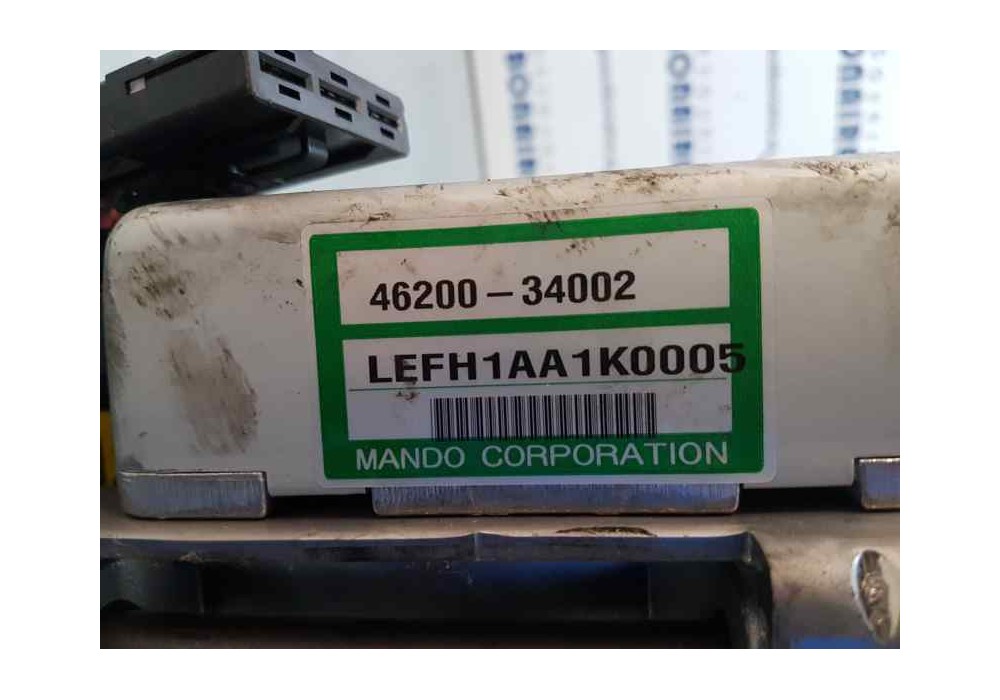 46200-34002
LEFH1AA1K0005
MANDO CORPORATION